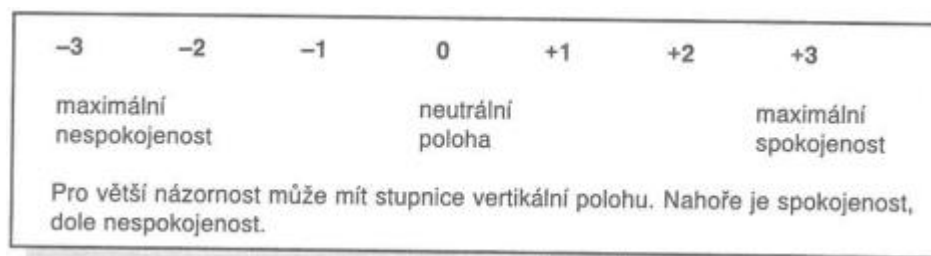 –3 –2 –1 0 +1 +2 +3
maximální neutrální maximální
nespokojenost poloha spokojenost
Pro větší názornost může mít stupnice vertikální polohu. Nahoře je spokojenost,
dole nespokojenost.